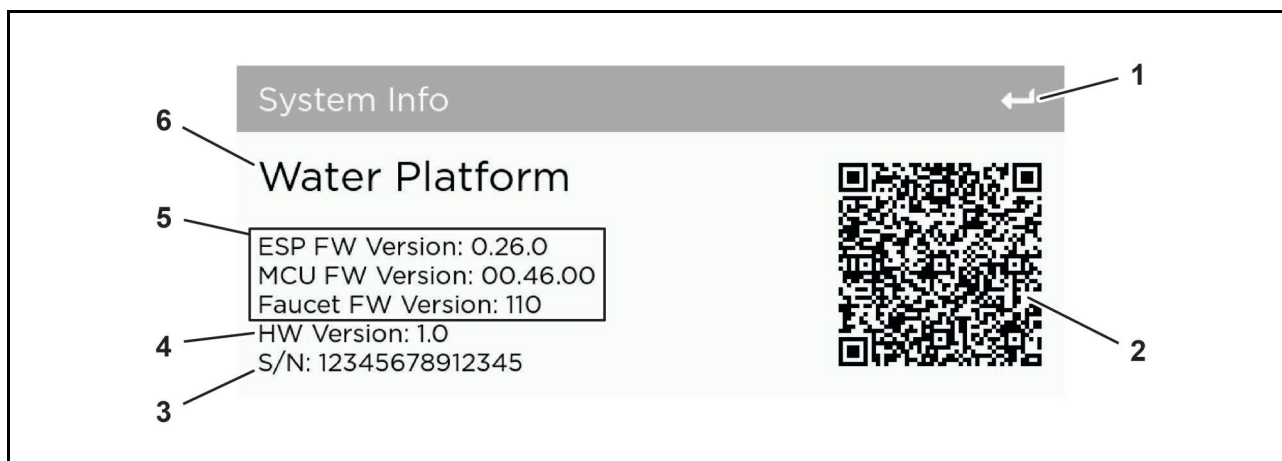 System Info
1
6
Water Platform
5
ESP FW Version: 0.26.0
MCU FW Version: 00.46.00
Faucet FW Version: 110
4
HW Version: 1.0
2
S/N: 12345678912345
3